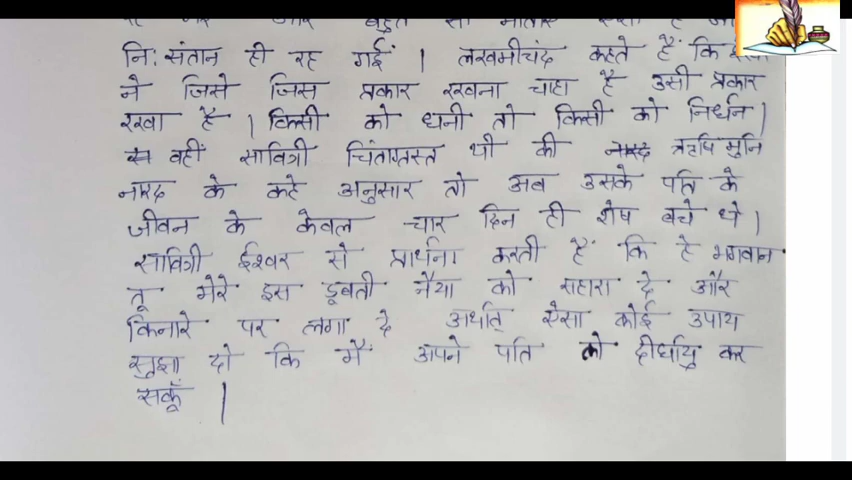 बहुत सी
नि: संतान ही रह गई | लखमीचंद कहते हैं कि
ने जिसे जिस प्रकार रखना चाहा है उसी प्रकार
रखा है | किसी को धनी तो किसी को निर्धन |
वहीं सावित्री चिंताग्रस्त थी की ऋषि मुनि
नारद के कहे अनुसार तो अब उसके पति के
जीवन के केवल चार दिन ही शेष बचे थे |
सावित्री ईश्वर से प्रार्थना करती हैं कि हे भगवान
तू मेरे इस डूबती नैया को सहारा दे और
किनारे पर लगा दे अर्थात् ऐसा कोई उपाय
सुझा दो कि मैं अपने पति को दीर्घायु कर
सकूँ |